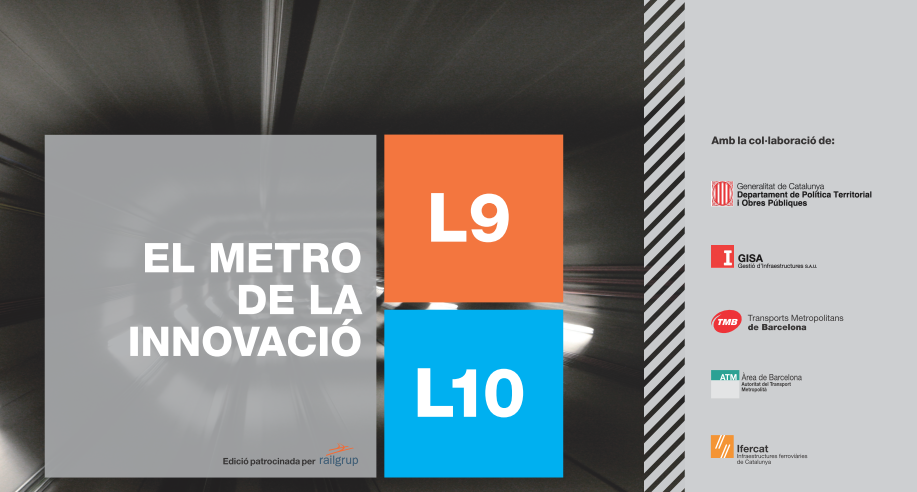 EL METRO
DE LA
INNOVACIÓ
L9
L10
Edició patrocinada per railgrup
Amb la col·laboració de:
Generalitat de Catalunya
Departament de Política Territorial
i Obres Públiques
I GISA
Gestió d'Infraestructures S.A.U.
TMB Transports Metropolitans
de Barcelona
ATM Àrea de Barcelona
Autoritat del Transport
Metropolità
Ifercat
Infraestructures ferroviàries
de Catalunya